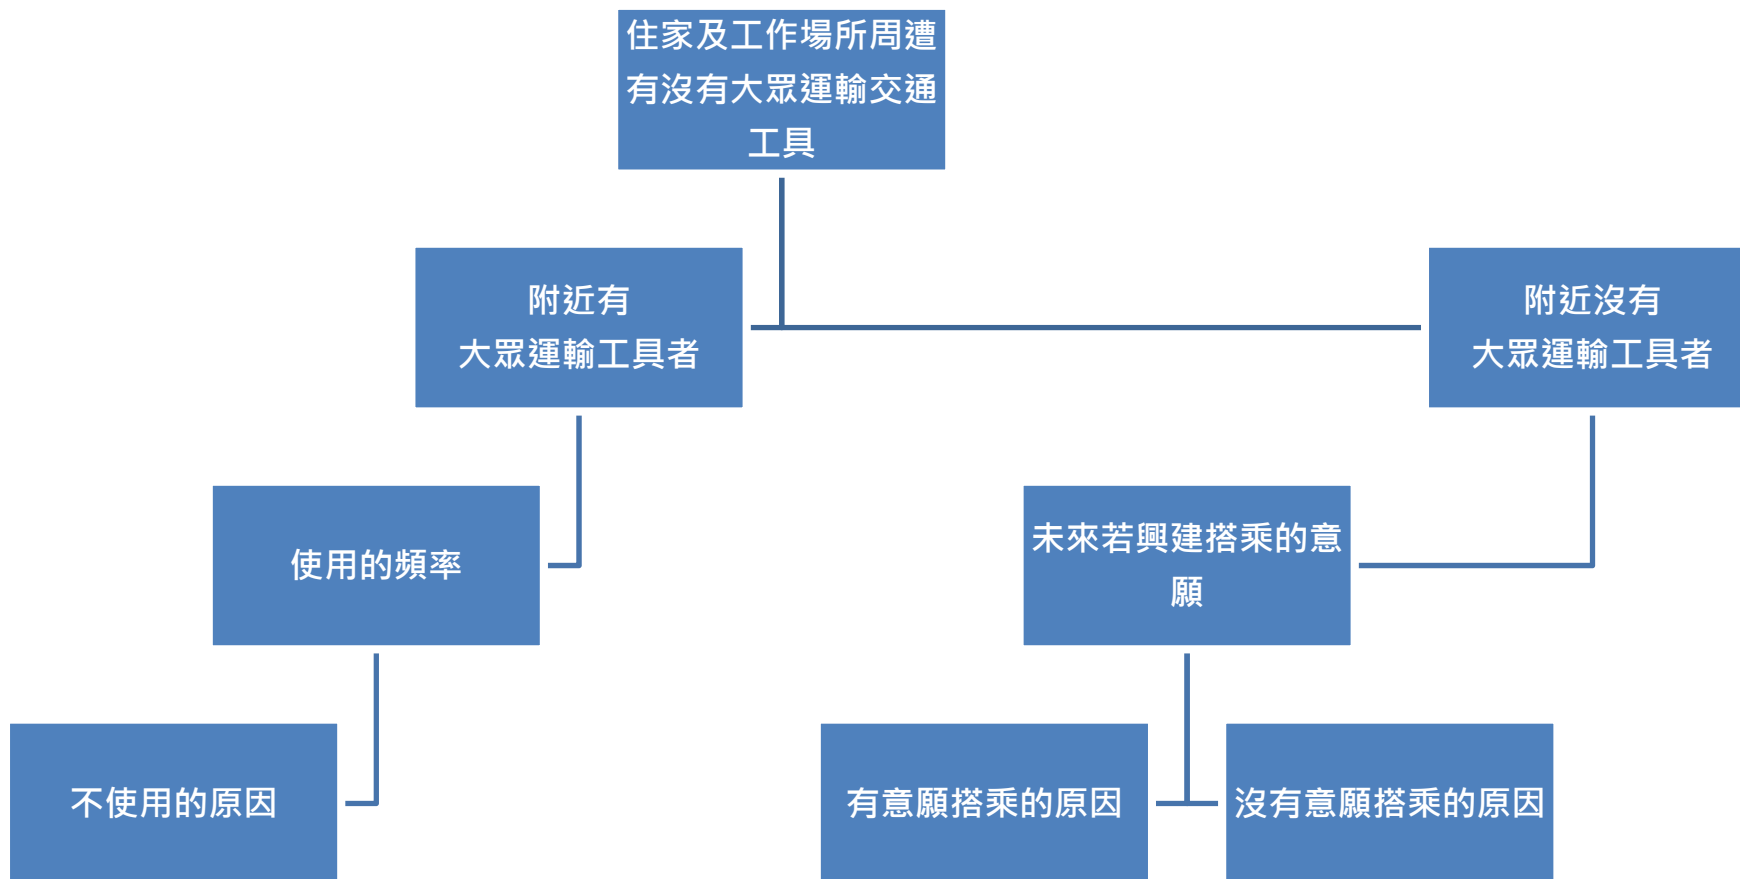 住家及工作場所周遭
有沒有大眾運輸交通
工具
附近有
大眾運輸工具者
附近沒有
大眾運輸工具者
使用的頻率
未來若興建搭乘的意
願
不使用的原因
有意願搭乘的原因
沒有意願搭乘的原因